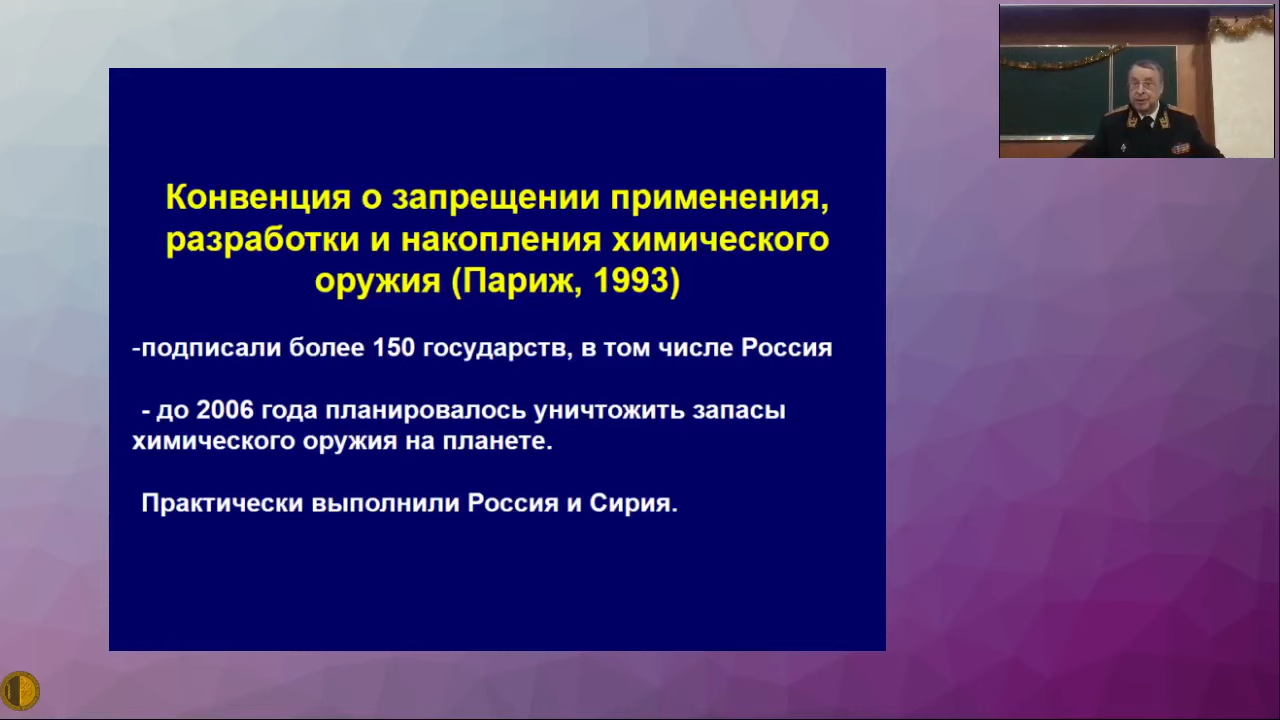 Конвенция о запрещении применения,
разработки и накопления химического
оружия (Париж, 1993)
-подписали более 150 государств, в том числе Россия
- до 2006 года планировалось уничтожить запасы
химического оружия на планете.
Практически выполнили Россия и Сирия.